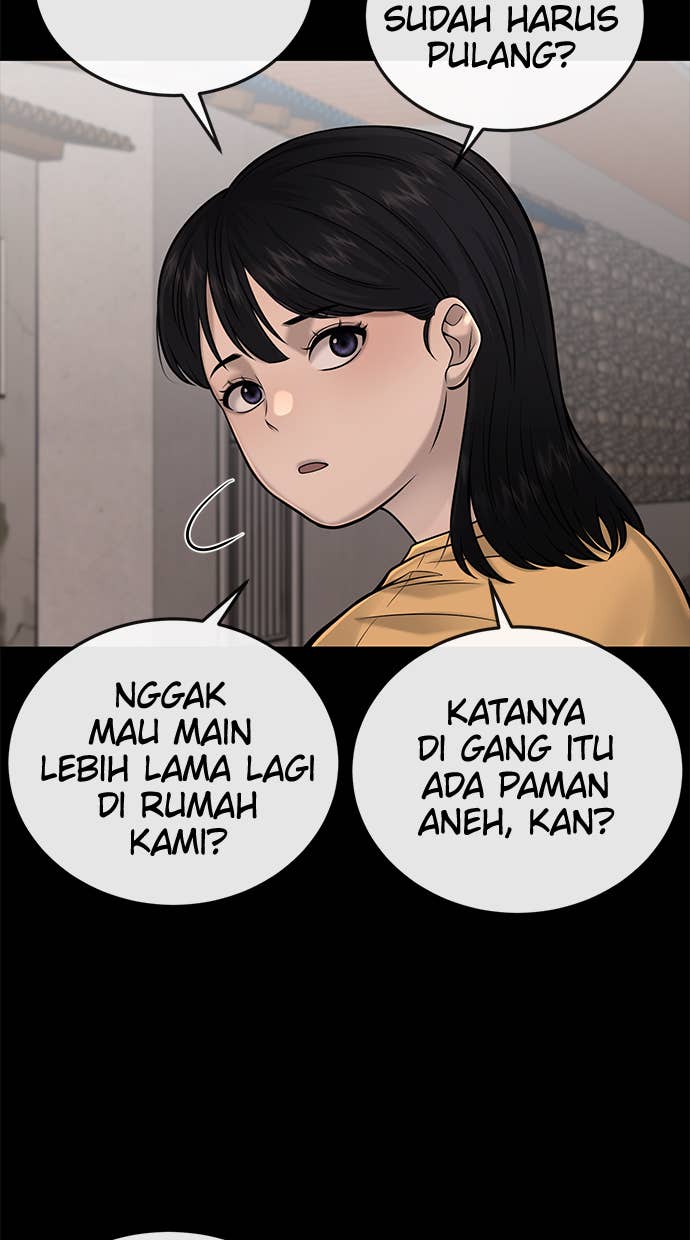 SUDAH HARUS
PULANG?
NGGAK
MAU MAIN
LEBIH LAMA LAGI
DI RUMAH
KAMI?
KATANYA
DI GANG ITU
ADA PAMAN
ANEH, KAN?